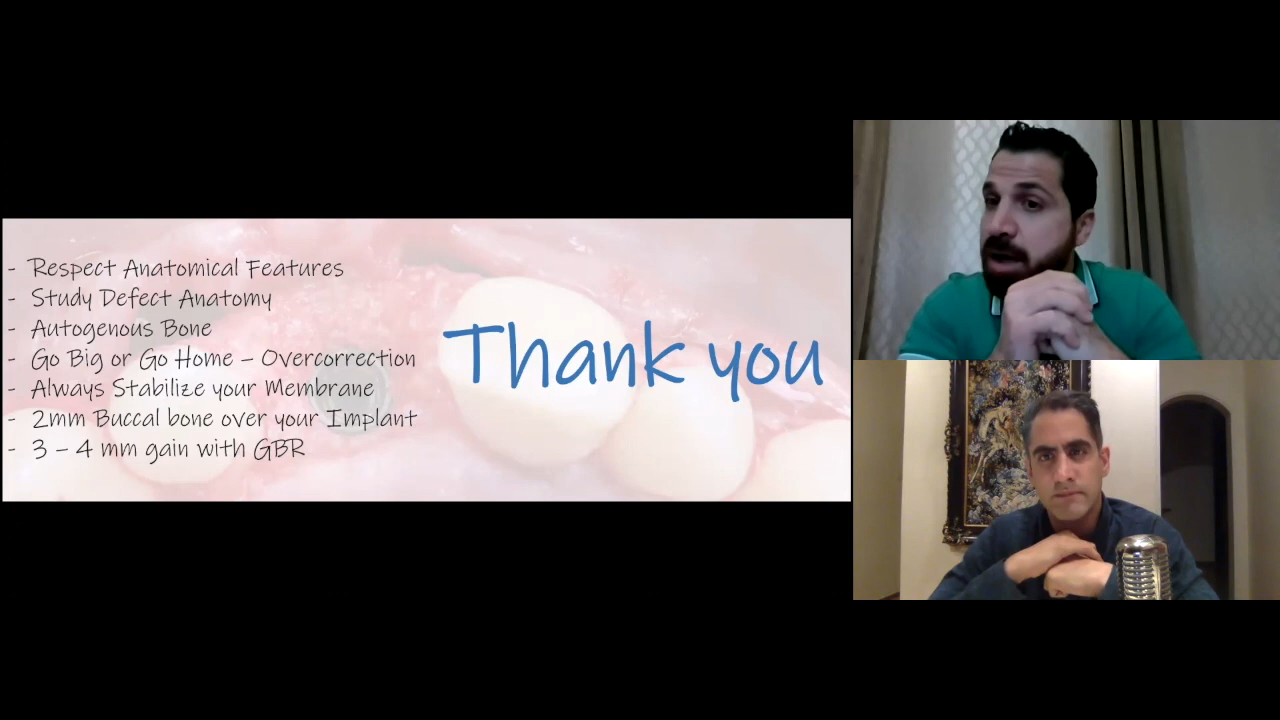 - Respect Anatomical Features
- Study Defect Anatomy
- Autogenous Bone
- Go Big or Go Home – Overcorrection
- Always Stabilize your Membrane
- 2mm Buccal bone over your Implant
- 3 – 4 mm gain with GBR
Thank you